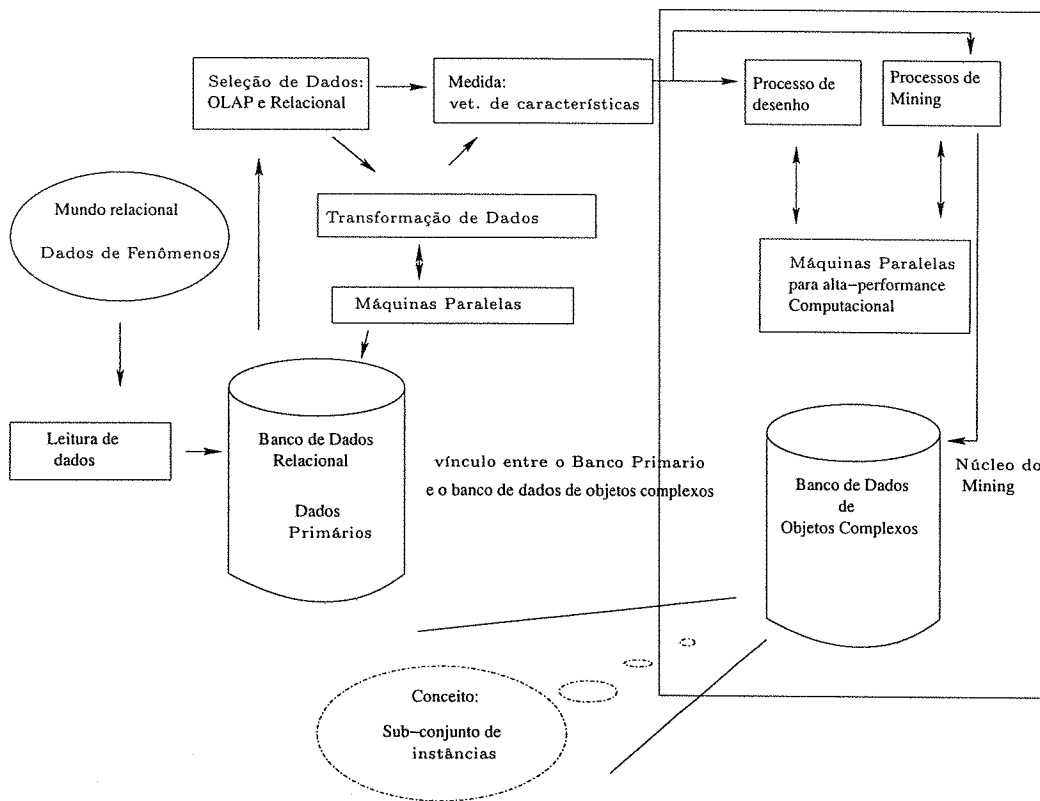 Seleção de Dados:
OLAP e Relacional
Medida:
vet. de características
Processo de
desenho
Processos de
Mining
Mundo relacional
Dados de Fenômenos
Transformação de Dados
Máquinas Paralelas
Máquinas Paralelas
para alta-performance
Computacional
Leitura de
dados
Banco de Dados
Relacional
Dados
Primários
vínculo entre o Banco Primario
e o banco de dados de objetos complexos
Banco de Dados
de
Objetos Complexos
Núcleo do
Mining
Conceito:
Sub-conjunto de
instâncias